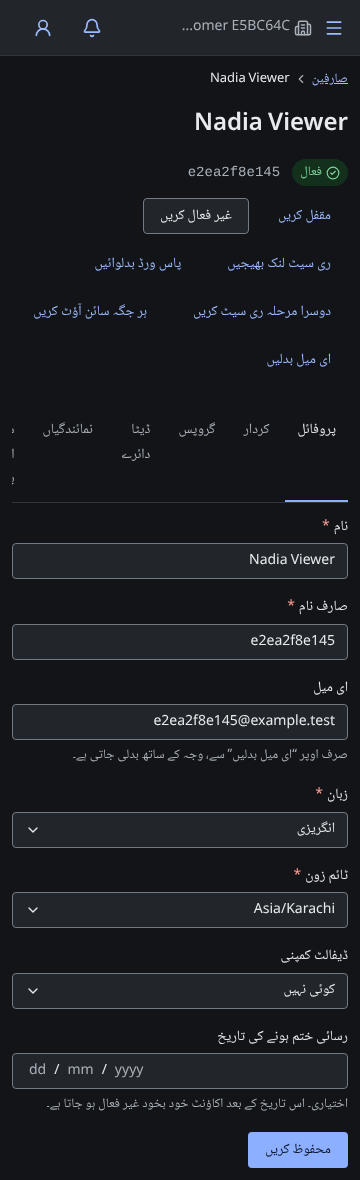 ...omer E5BC64C
صارفین > Nadia Viewer
Nadia Viewer
فعال e2ea2f8e145
مقفل کریں غیر فعال کریں
ری سیٹ لنک بھیجیں پاس ورڈ بدلوائیں
دوسرا مرحلہ ری سیٹ کریں ہر جگہ سائن آؤٹ کریں
ای میل بدلیں
پروفائل کردار گروپس ڈیٹا نمائندگیاں
دائرے
نام *
Nadia Viewer
صارف نام *
e2ea2f8e145
ای میل
e2ea2f8e145@example.test
صرف اوپر “ای میل بدلیں” سے، وجہ کے ساتھ بدلی جاتی ہے۔
زبان *
انگریزی
ٹائم زون *
Asia/Karachi
ڈیفالٹ کمپنی
کوئی نہیں
رسائی ختم ہونے کی تاریخ
dd / mm / yyyy
اختیاری۔ اس تاریخ کے بعد اکاؤنٹ خود بخود غیر فعال ہو جاتا ہے۔
محفوظ کریں